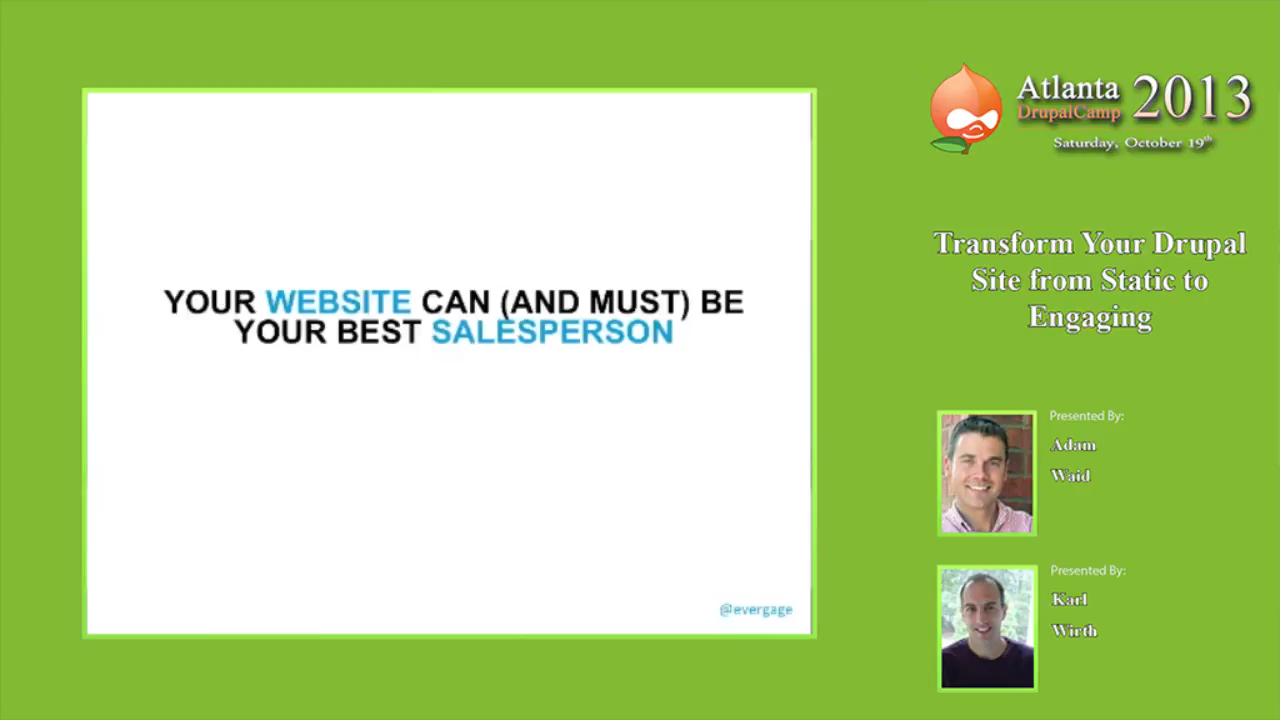 YOUR WEBSITE CAN (AND MUST) BE
YOUR BEST SALESPERSON
@evergage
Atlanta
DrupalCamp
2013
Saturday, October 19th
Transform Your Drupal
Site from Static to
Engaging
Presented By:
Adam
Waid
Presented By:
Karl
Wirth